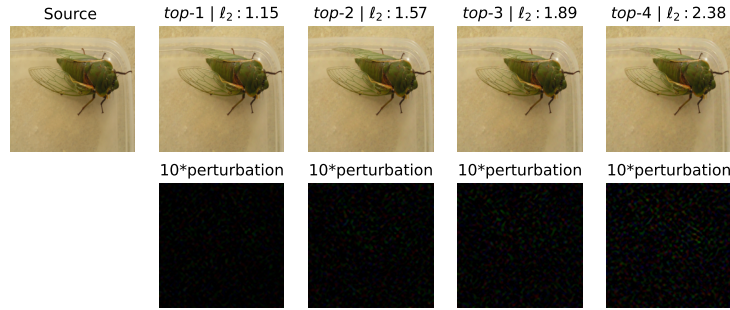 Source
top-1 | ℓ₂ : 1.15
top-2 | ℓ₂ : 1.57
top-3 | ℓ₂ : 1.89
top-4 | ℓ₂ : 2.38
10*perturbation
10*perturbation
10*perturbation
10*perturbation